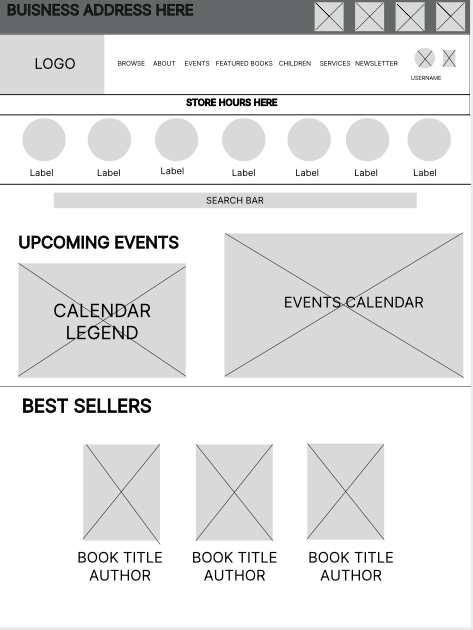 BUISNESS ADDRESS HERE
LOGO
BROWSE ABOUT EVENTS FEATURED BOOKS CHILDREN SERVICES NEWSLETTER
USERNAME
STORE HOURS HERE
Label Label Label Label Label Label Label
SEARCH BAR
UPCOMING EVENTS
CALENDAR
LEGEND
EVENTS CALENDAR
BEST SELLERS
BOOK TITLE BOOK TITLE BOOK TITLE
AUTHOR AUTHOR AUTHOR